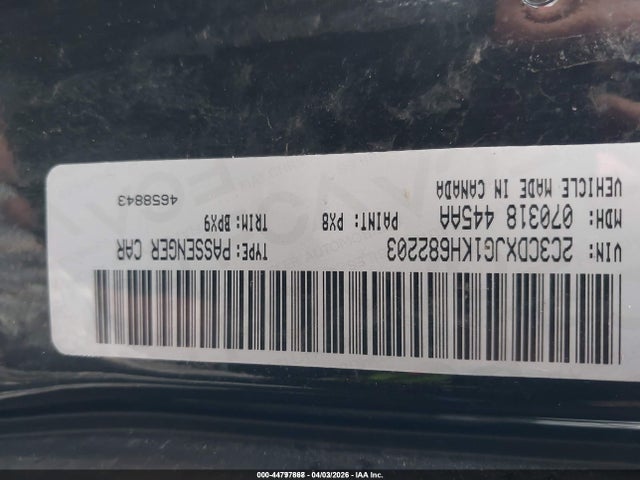 VIN: 2C3CDXJG1KH682203 TYPE: PASSENGER CAR
MDH: 070318 445AA PAINT: PX8 TRIM: BPX9
VEHICLE MADE IN CANADA 4658843
000-44797868 - 04/03/2026 - IAA Inc.